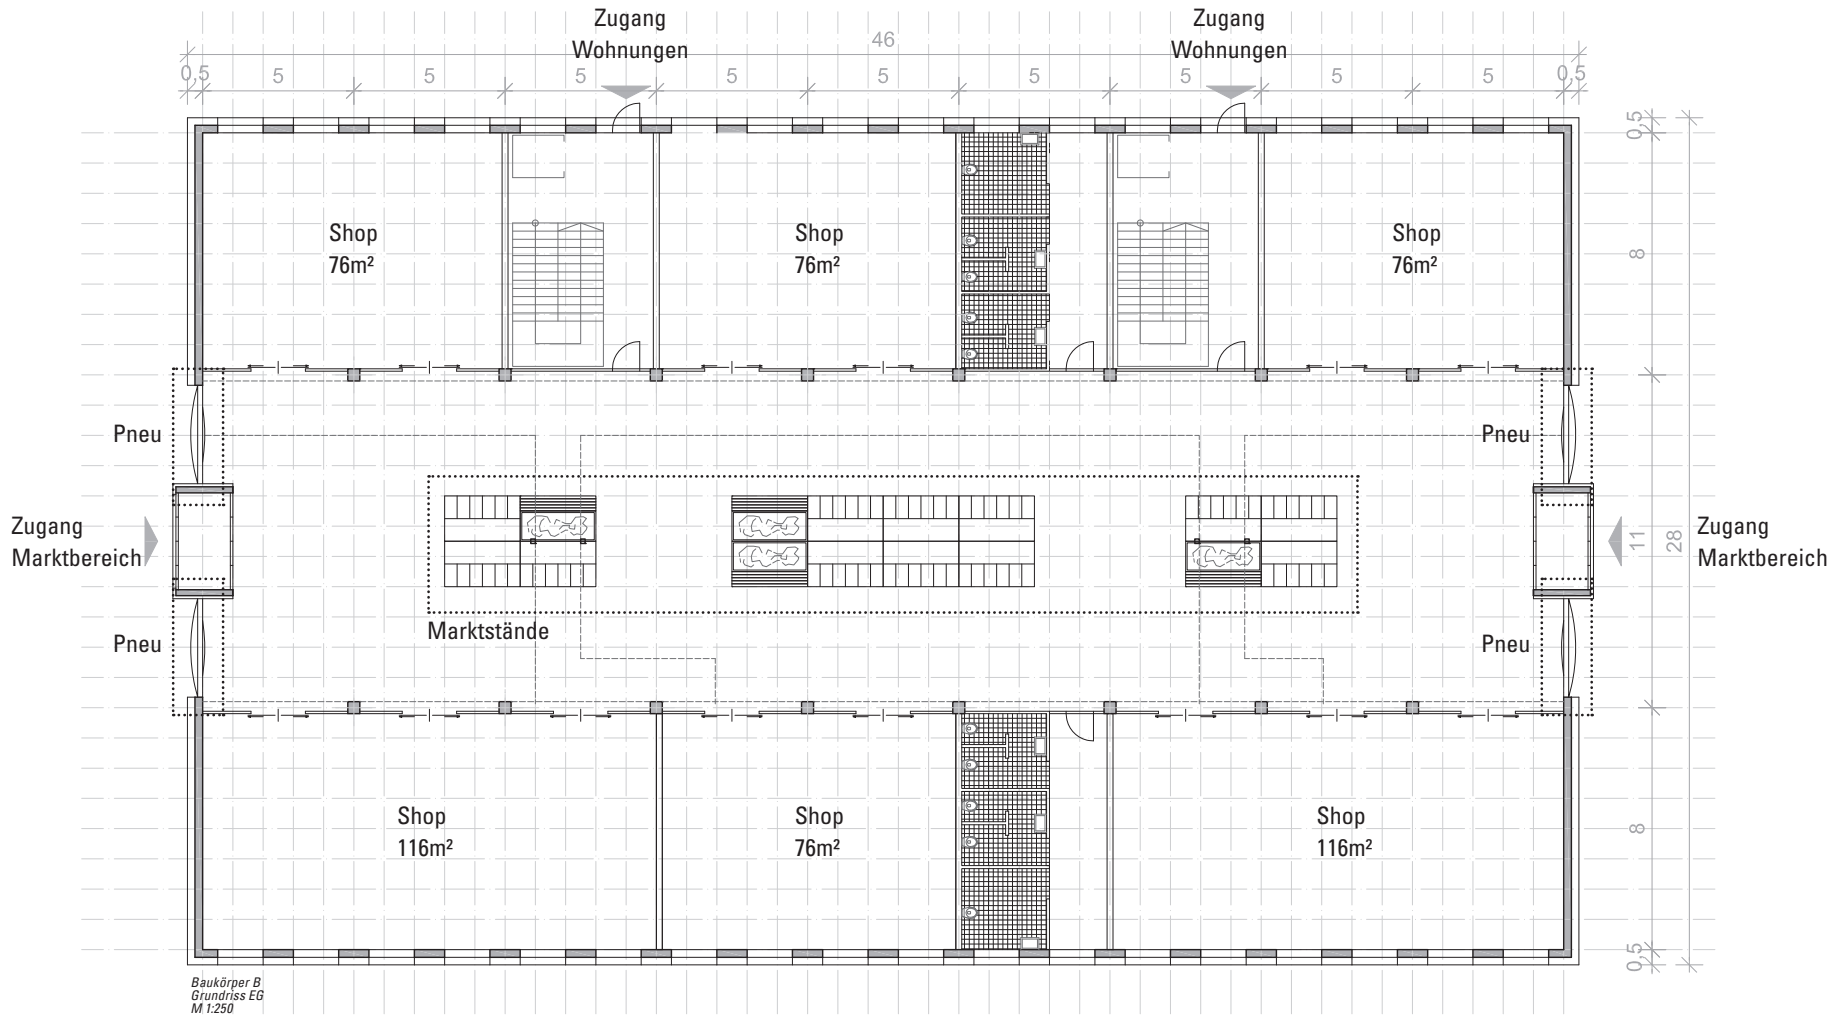 Zugang
Wohnungen
Zugang
Wohnungen
46
0,5
5
5
5
5
5
5
5
5
5
0,5
0,5
Shop
76m²
Shop
76m²
Shop
76m²
8
Pneu
Pneu
Zugang
Marktbereich
11
28
Zugang
Marktbereich
Marktstände
Pneu
Pneu
Shop
116m²
Shop
76m²
Shop
116m²
8
0,5
Baukörper B
Grundriss EG
M 1:250